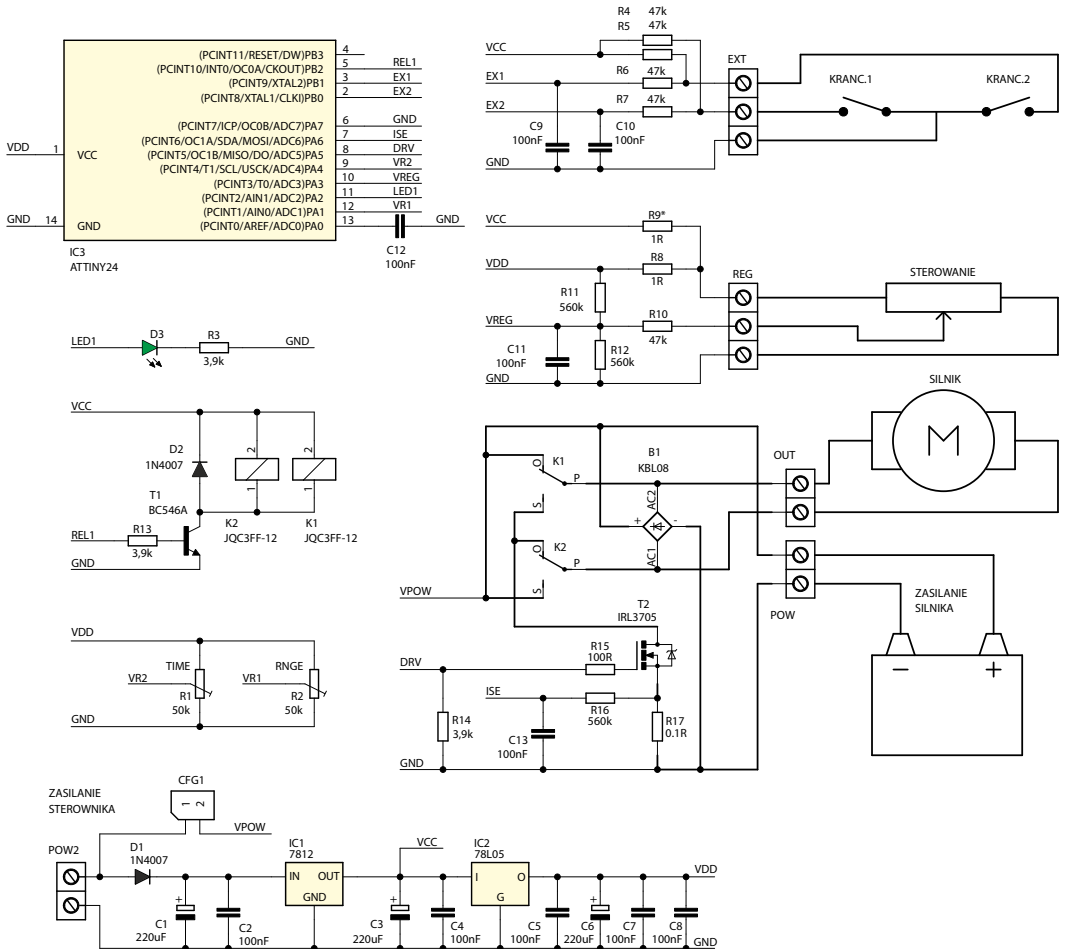 R4 47k
R5 47k
VCC
EX1
R6 47k
EX2
R7 47k
C9
100nF
C10
100nF
GND
EXT
KRANC.1
KRANC.2
(PCINT11/RESET/DW)PB3 4
(PCINT10/INT0/OC0A/CKOUT)PB2 5 REL1
(PCINT9/XTAL2)PB1 3 EX1
(PCINT8/XTAL1/CLKI)PB0 2 EX2
(PCINT7/ICP/OC0B/ADC7)PA7 6 GND
(PCINT6/OC1A/SDA/MOSI/ADC6)PA6 7 ISE
(PCINT5/OC1B/MISO/DO/ADC5)PA5 8 DRV
(PCINT4/T1/SCL/USCK/ADC4)PA4 9 VR2
(PCINT3/T0/ADC3)PA3 10 VREG
(PCINT2/AIN1/ADC2)PA2 11 LED1
(PCINT1/AIN0/ADC1)PA1 12 VR1
(PCINT0/AREF/ADC0)PA0 13
VDD 1 VCC
GND 14 GND
IC3
ATTINY24
C12
100nF
GND
VCC
R9*
1R
VDD
R8
1R
R11
560k
VREG
R10
47k
C11
100nF
R12
560k
GND
REG
STEROWANIE
LED1
D3
R3
3,9k
GND
VCC
D2
1N4007
T1
BC546A
REL1
R13
3,9k
GND
2
1
K2
JQC3FF-12
2
1
K1
JQC3FF-12
SILNIK
M
OUT
B1
KBL08
AC2
+ -
AC1
O
K1
P
S
O
K2
P
S
VPOW
POW
ZASILANIE
SILNIKA
− +
T2
IRL3705
DRV
R15
100R
ISE
R16
560k
R14
3,9k
C13
100nF
R17
0.1R
GND
VDD
TIME
VR2
R1
50k
RNGE
VR1
R2
50k
GND
ZASILANIE
STEROWNIKA
CFG1
1 2
VPOW
POW2
D1
1N4007
IC1
7812
IN OUT
GND
VCC
IC2
78L05
I O
G
VDD
+
C1
220uF
C2
100nF
+
C3
220uF
C4
100nF
C5
100nF
+
C6
220uF
C7
100nF
C8
100nF
GND